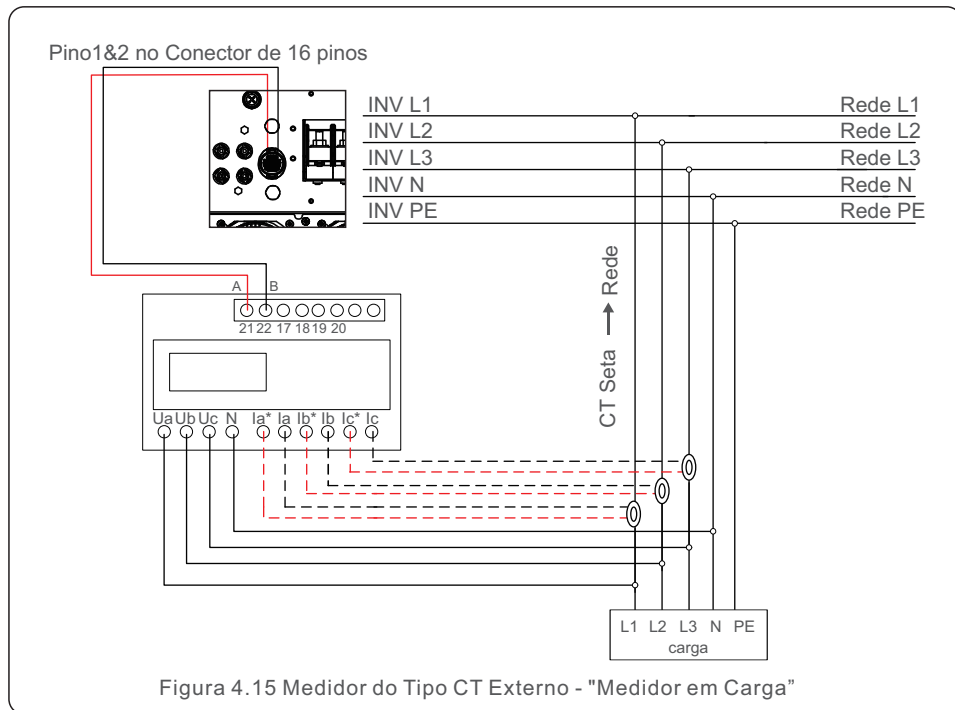 Pino1&2 no Conector de 16 pinos
INV L1 Rede L1
INV L2 Rede L2
INV L3 Rede L3
INV N Rede N
INV PE Rede PE
A B
21 22 17 18 19 20
Ua Ub Uc N Ia* Ia Ib* Ib Ic* Ic
CT Seta → Rede
L1 L2 L3 N PE
carga
Figura 4.15 Medidor do Tipo CT Externo - "Medidor em Carga”